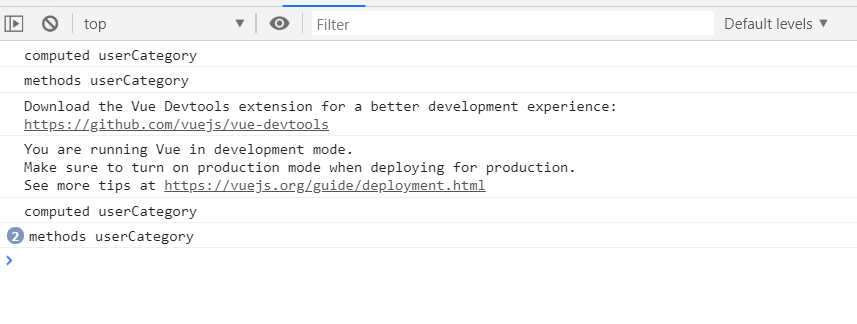 top
Filter
Default levels
computed userCategory
methods userCategory
Download the Vue Devtools extension for a better development experience:
https://github.com/vuejs/vue-devtools
You are running Vue in development mode.
Make sure to turn on production mode when deploying for production.
See more tips at https://vuejs.org/guide/deployment.html
computed userCategory
2 methods userCategory